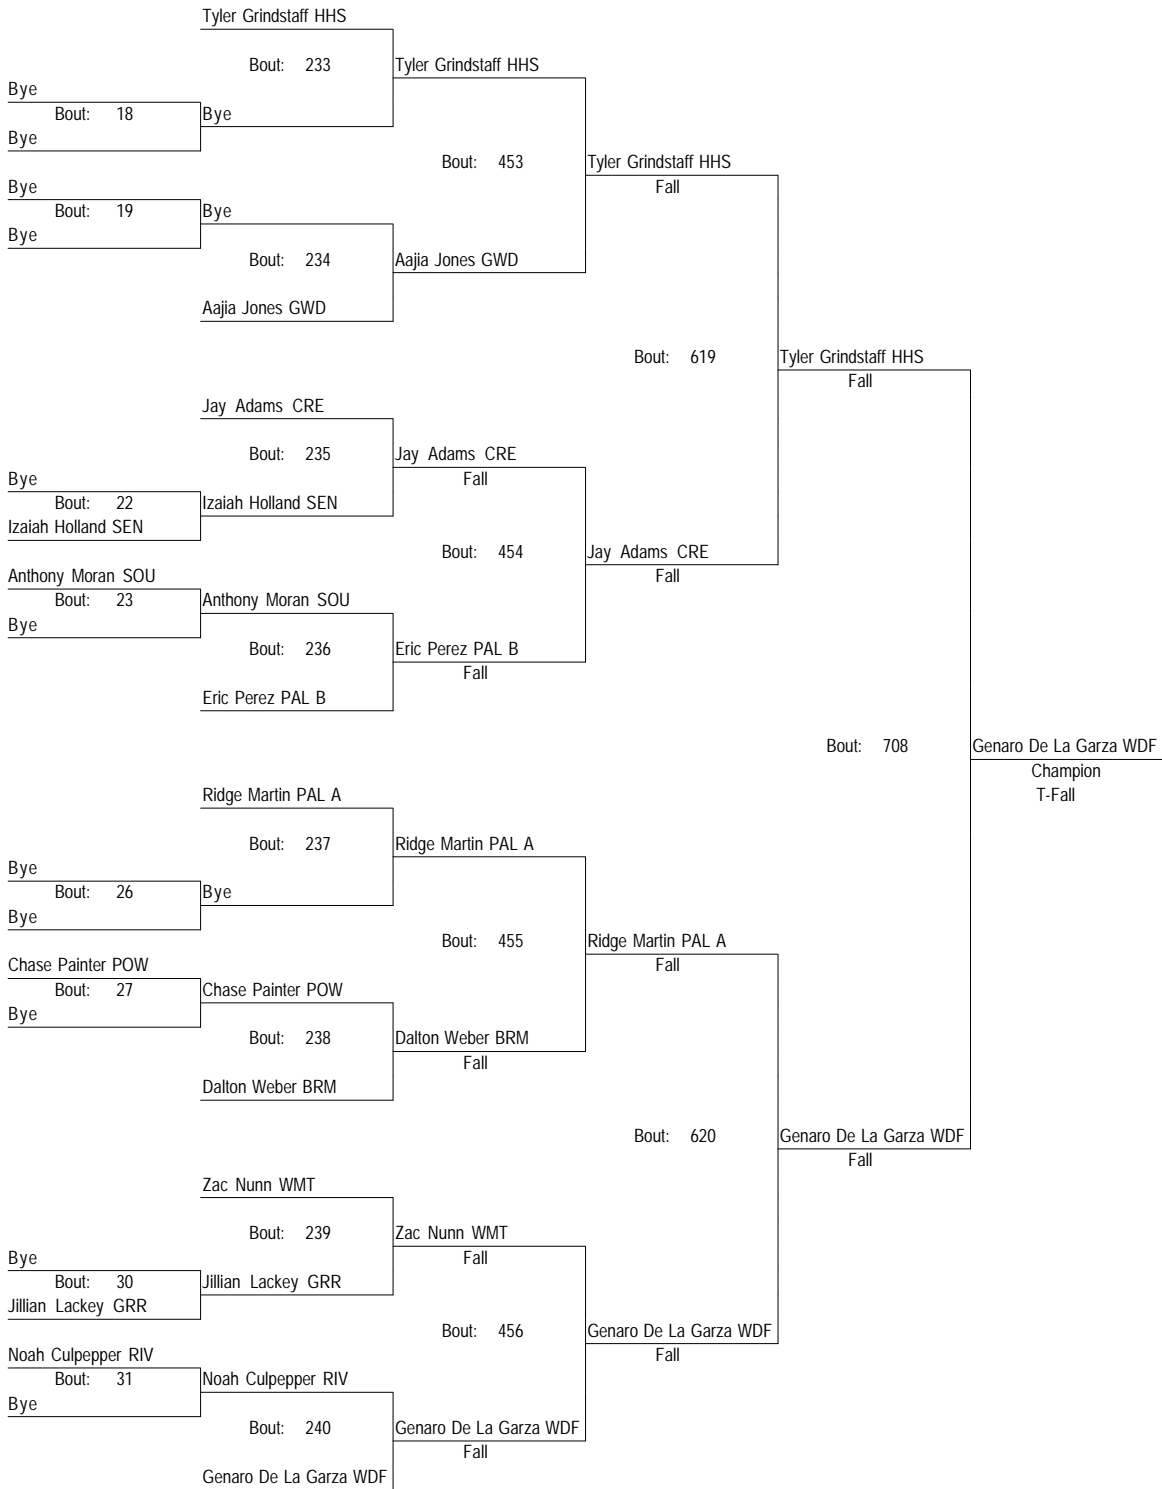 Tyler Grindstaff HHS
Bout: 233
Tyler Grindstaff HHS
Bye
Bout: 18
Bye
Bye
Bout: 453
Tyler Grindstaff HHS
Fall
Bye
Bout: 19
Bye
Bye
Bout: 234
Aajia Jones GWD
Aajia Jones GWD
Bout: 619
Tyler Grindstaff HHS
Fall
Jay Adams CRE
Bout: 235
Jay Adams CRE
Fall
Bye
Bout: 22
Izaiah Holland SEN
Izaiah Holland SEN
Bout: 454
Jay Adams CRE
Fall
Anthony Moran SOU
Bout: 23
Anthony Moran SOU
Bye
Bout: 236
Eric Perez PAL B
Fall
Eric Perez PAL B
Bout: 708
Genaro De La Garza WDF
Champion
T-Fall
Ridge Martin PAL A
Bout: 237
Ridge Martin PAL A
Bye
Bout: 26
Bye
Bye
Bout: 455
Ridge Martin PAL A
Fall
Chase Painter POW
Bout: 27
Chase Painter POW
Bye
Bout: 238
Dalton Weber BRM
Fall
Dalton Weber BRM
Bout: 620
Genaro De La Garza WDF
Fall
Zac Nunn WMT
Bout: 239
Zac Nunn WMT
Fall
Bye
Bout: 30
Jillian Lackey GRR
Jillian Lackey GRR
Bout: 456
Genaro De La Garza WDF
Fall
Noah Culpepper RIV
Bout: 31
Noah Culpepper RIV
Bye
Bout: 240
Genaro De La Garza WDF
Fall
Genaro De La Garza WDF